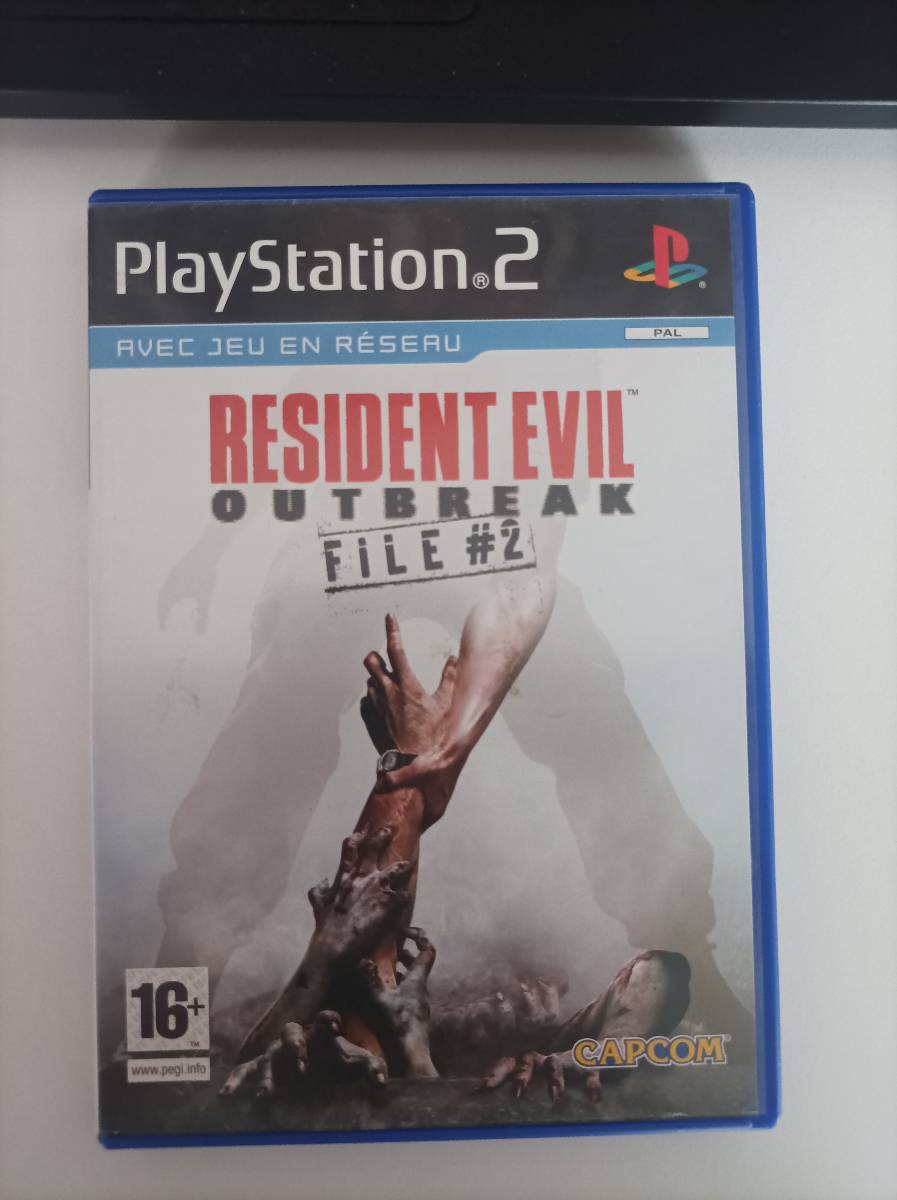 PlayStation®2
AVEC JEU EN RÉSEAU
PAL
RESIDENT EVIL™
OUTBREAK
FiLE #2
16+
www.pegi.info
CAPCOM